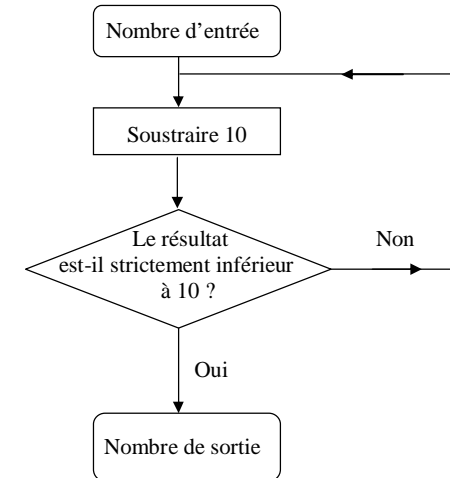 Nombre d'entrée
Soustraire 10
Le résultat
est-il strictement inférieur
à 10 ?
Non
Oui
Nombre de sortie